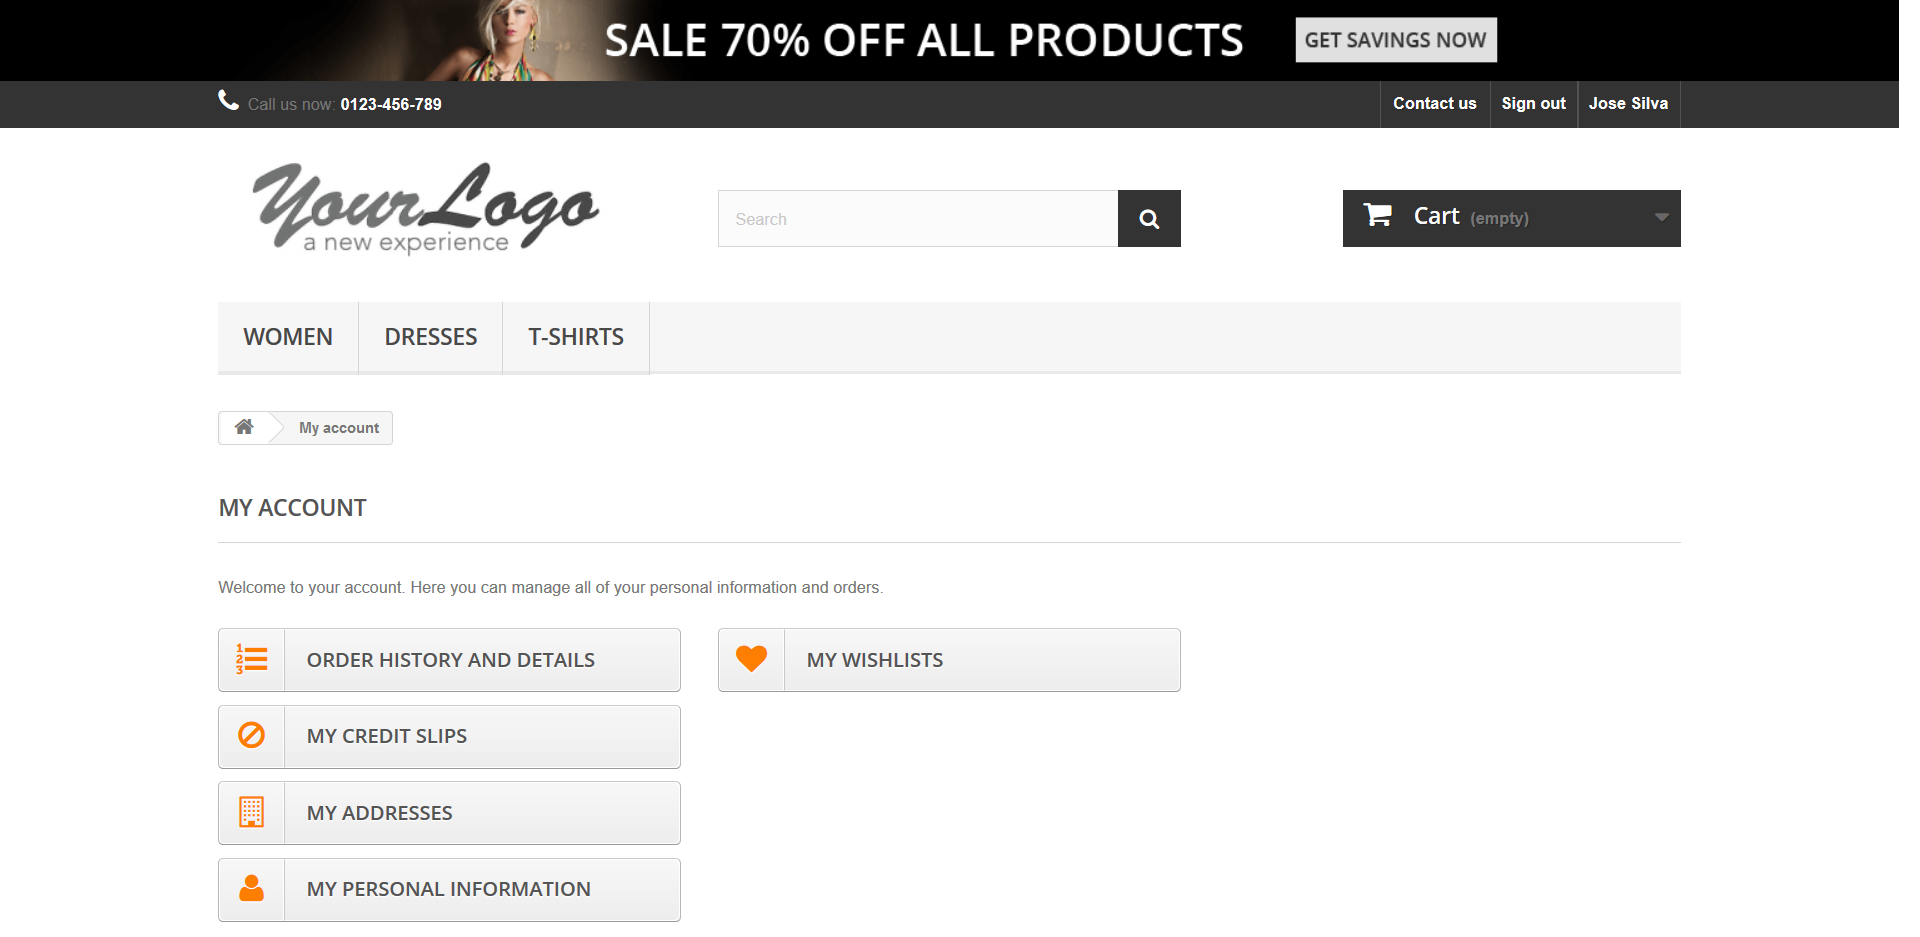 SALE 70% OFF ALL PRODUCTS GET SAVINGS NOW
Call us now: 0123-456-789 Contact us Sign out Jose Silva
YourLogo
a new experience
Search
Cart (empty)
WOMEN DRESSES T-SHIRTS
My account
MY ACCOUNT
Welcome to your account. Here you can manage all of your personal information and orders.
1
2
3
ORDER HISTORY AND DETAILS
MY WISHLISTS
MY CREDIT SLIPS
MY ADDRESSES
MY PERSONAL INFORMATION